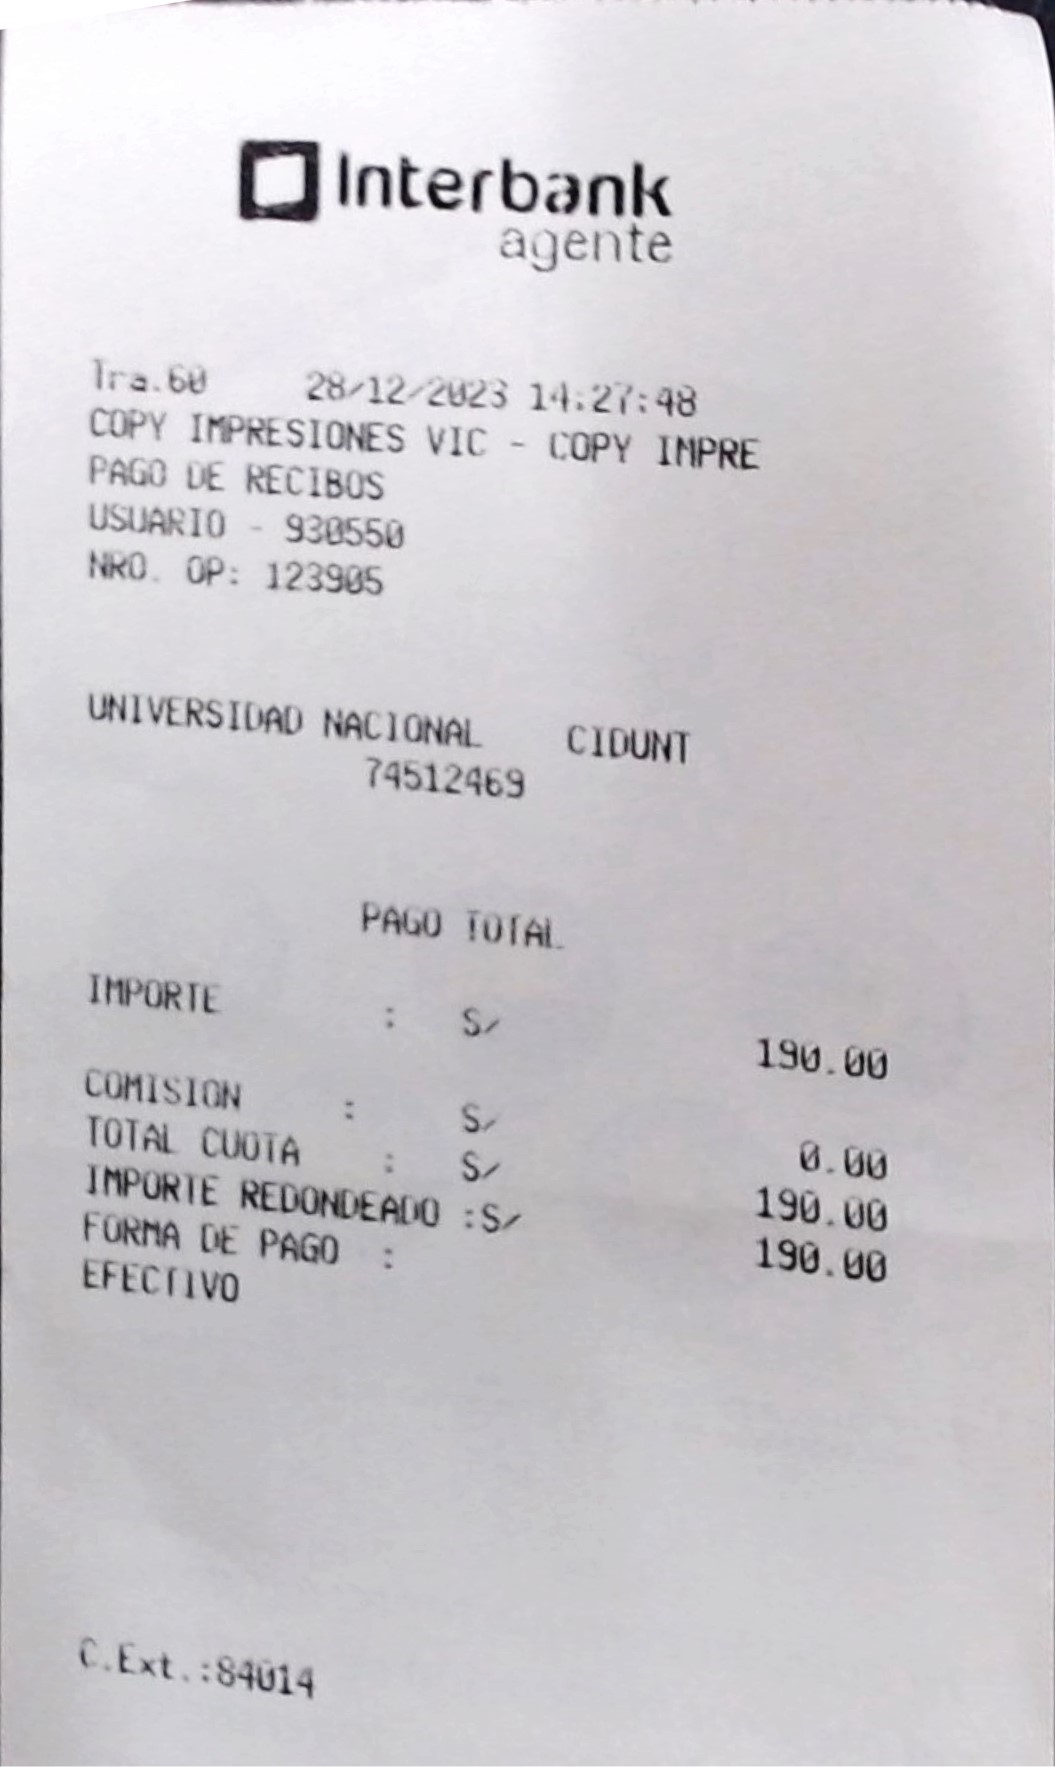 Interbank
agente
Tra.60 28/12/2023 14:27:48
COPY IMPRESIONES VIC - COPY IMPRE
PAGO DE RECIBOS
USUARIO - 930550
NRO. OP: 123905
UNIVERSIDAD NACIONAL CIDUNT
74512469
PAGO TOTAL
IMPORTE : S/ 190.00
COMISION : S/ 0.00
TOTAL CUOTA : S/ 190.00
IMPORTE REDONDEADO :S/ 190.00
FORMA DE PAGO :
EFECTIVO
C.Ext.:84014